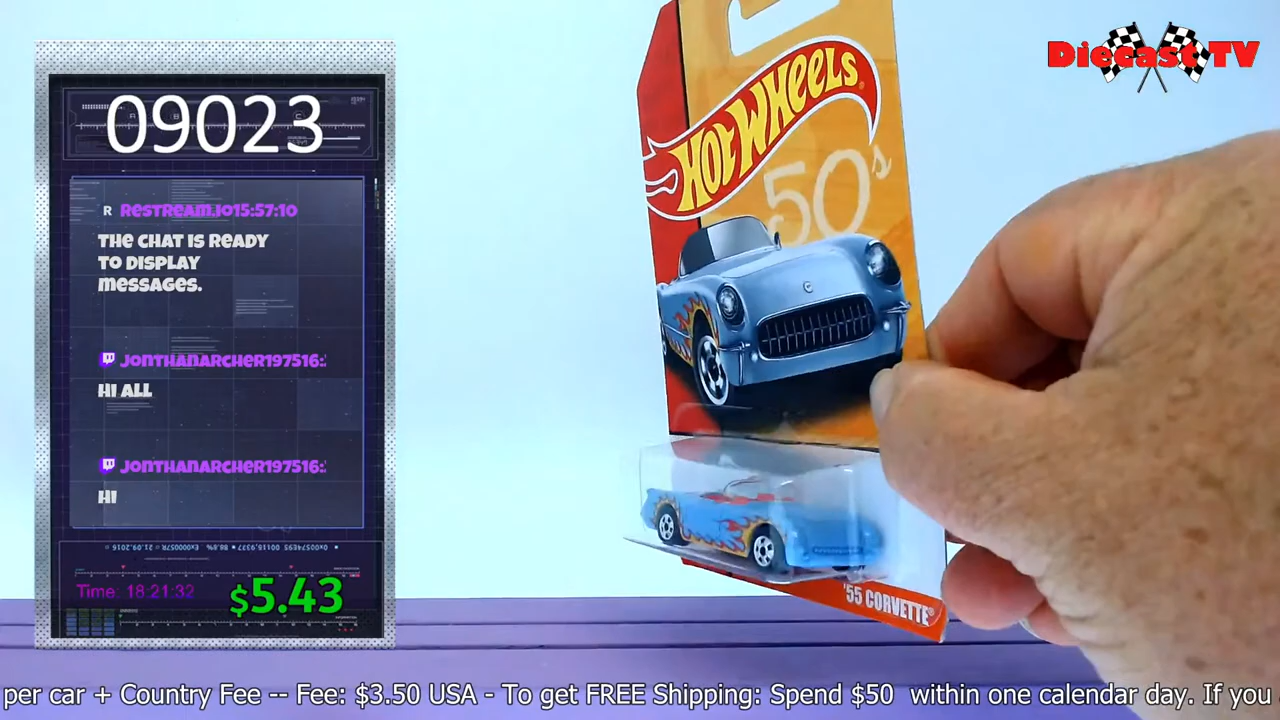 09023
Restream.io15:57:10
The chat is ready
to display
messages.
JONTHANARCHER197516:
Hi all
JONTHANARCHER197516:
Hi
Time: 18:21:32
$5.43
Diecast TV
HOT WHEELS
50s
'55 CORVETTE
per car + Country Fee -- Fee: $3.50 USA - To get FREE Shipping: Spend $50 within one calendar day. If you